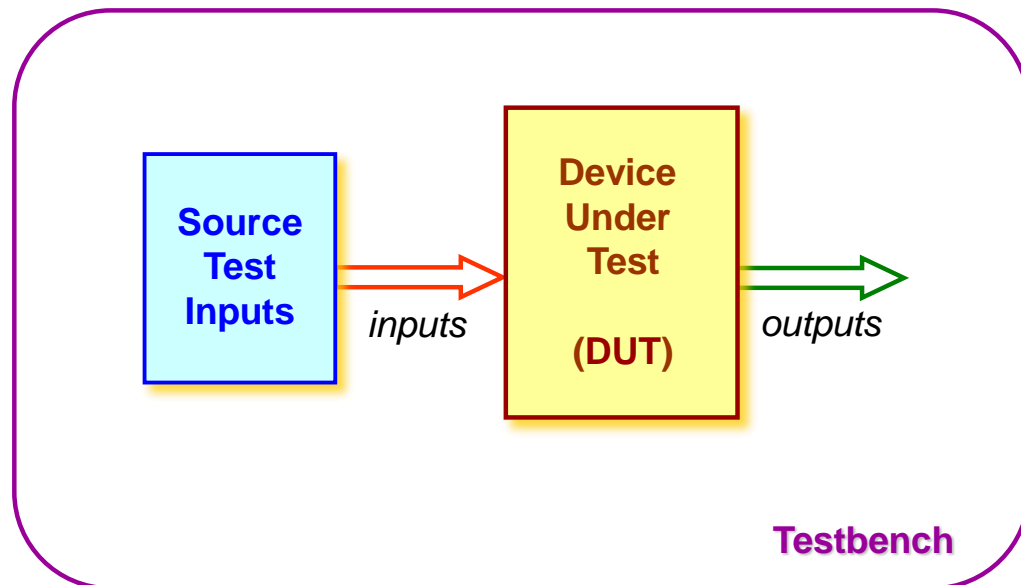 Source
Test
Inputs
inputs
Device
Under
Test
(DUT)
outputs
Testbench